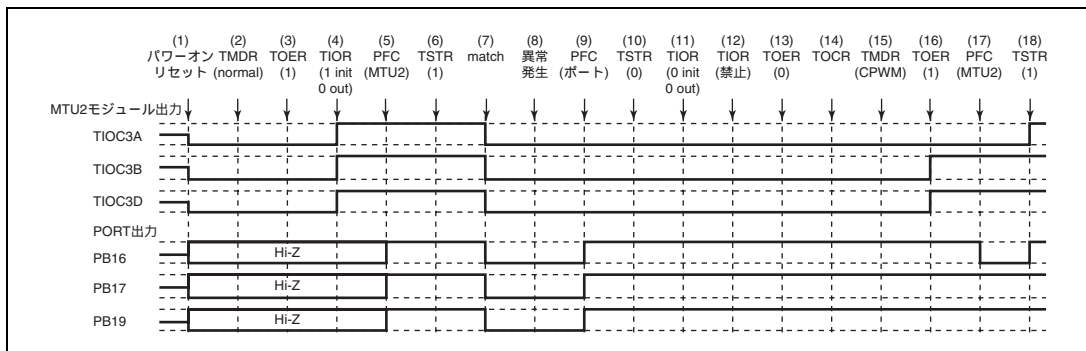 (1) (2) (3) (4) (5) (6) (7) (8) (9) (10) (11) (12) (13) (14) (15) (16) (17) (18)
パワーオン TMDR TOER TIOR PFC TSTR match 異常 PFC TSTR TIOR TIOR TOER TOCR TMDR TOER PFC TSTR
リセット (normal) (1) (1 init (MTU2) (1) 発生 (ポート) (0) (0 init (禁止) (0) (CPWM) (1) (MTU2) (1)
0 out) 0 out)
MTU2モジュール出力
TIOC3A
TIOC3B
TIOC3D
PORT出力
PB16 Hi-Z
PB17 Hi-Z
PB19 Hi-Z